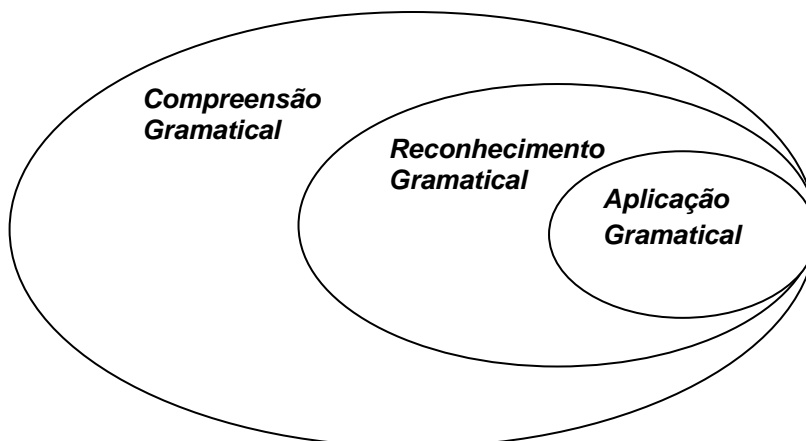 Compreensão
Gramatical
Reconhecimento
Gramatical
Aplicação
Gramatical